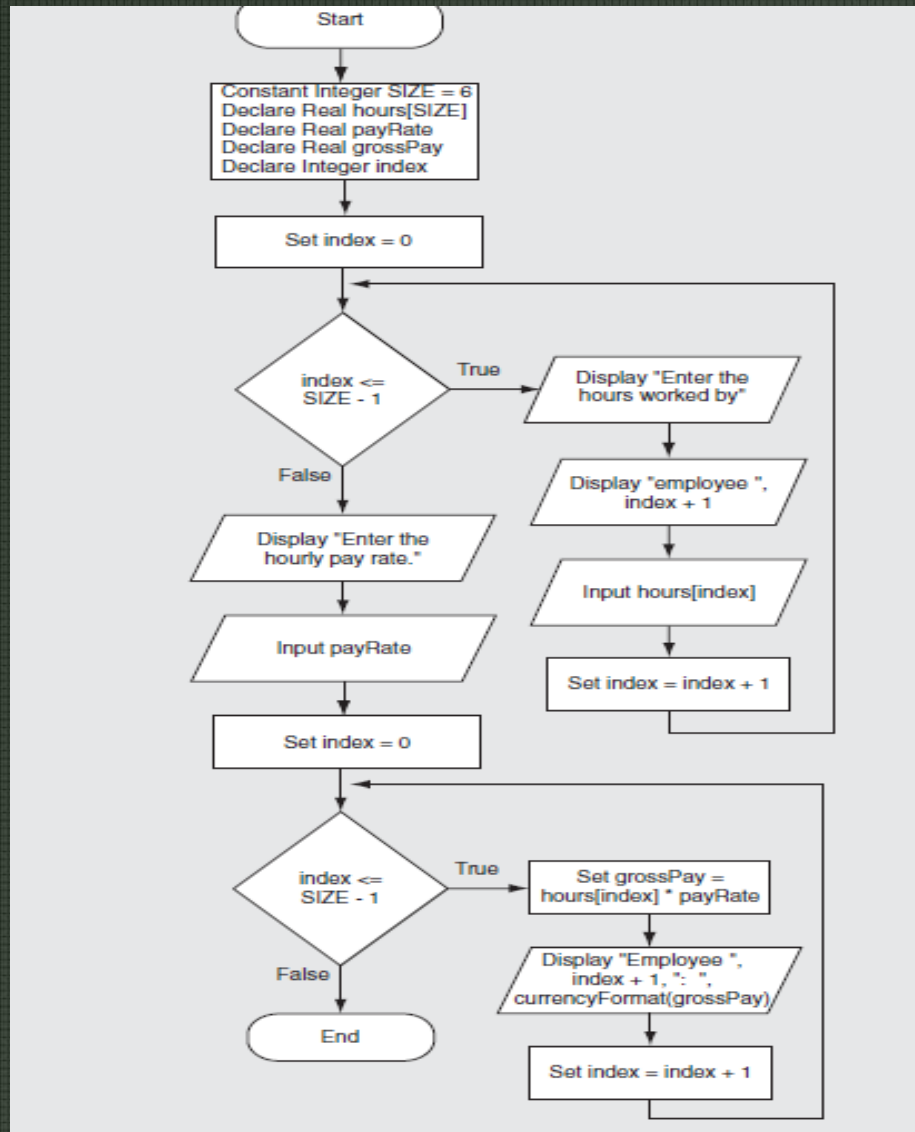 Start
Constant Integer SIZE = 6
Declare Real hours[SIZE]
Declare Real payRate
Declare Real grossPay
Declare Integer index
Set index = 0
index <=
SIZE - 1
True
Display "Enter the
hours worked by"
Display "employee ",
index + 1
Input hours[index]
Set index = index + 1
False
Display "Enter the
hourly pay rate."
Input payRate
Set index = 0
index <=
SIZE - 1
True
Set grossPay =
hours[index] * payRate
Display "Employee ",
index + 1, ": ",
currencyFormat(grossPay)
Set index = index + 1
False
End